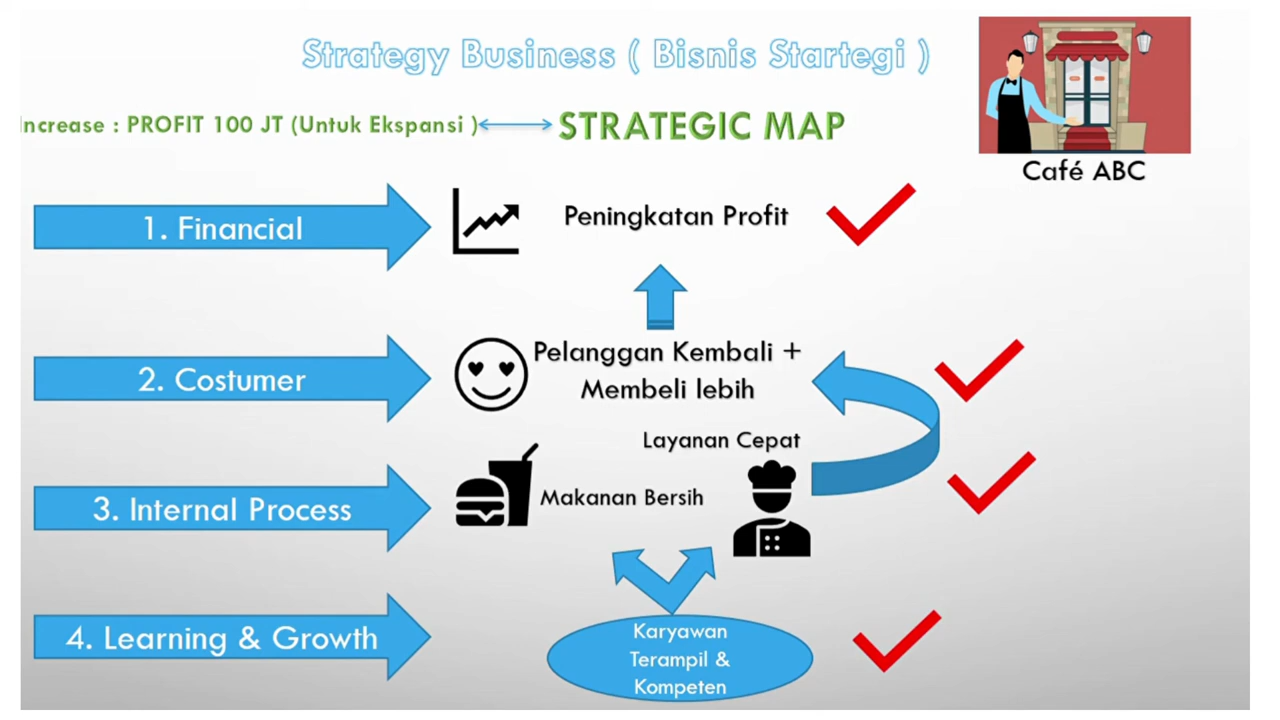 Strategy Business ( Bisnis Startegi )
Increase : PROFIT 100 JT (Untuk Ekspansi )
STRATEGIC MAP
Café ABC
1. Financial
Peningkatan Profit
2. Costumer
Pelanggan Kembali +
Membeli lebih
Layanan Cepat
3. Internal Process
Makanan Bersih
4. Learning & Growth
Karyawan
Terampil &
Kompeten